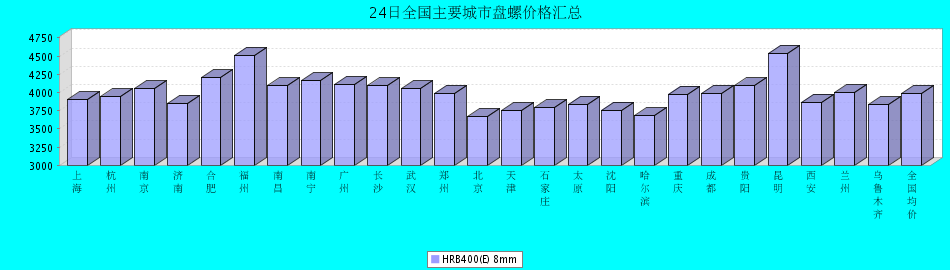 24日全国主要城市盘螺价格汇总
4750
4500
4250
4000
3750
3500
3250
3000
上海
杭州
南京
济南
合肥
福州
南昌
南宁
广州
长沙
武汉
郑州
北京
天津
石家庄
太原
沈阳
哈尔滨
重庆
成都
贵阳
昆明
西安
兰州
乌鲁木齐
全国均价
HRB400(E) 8mm